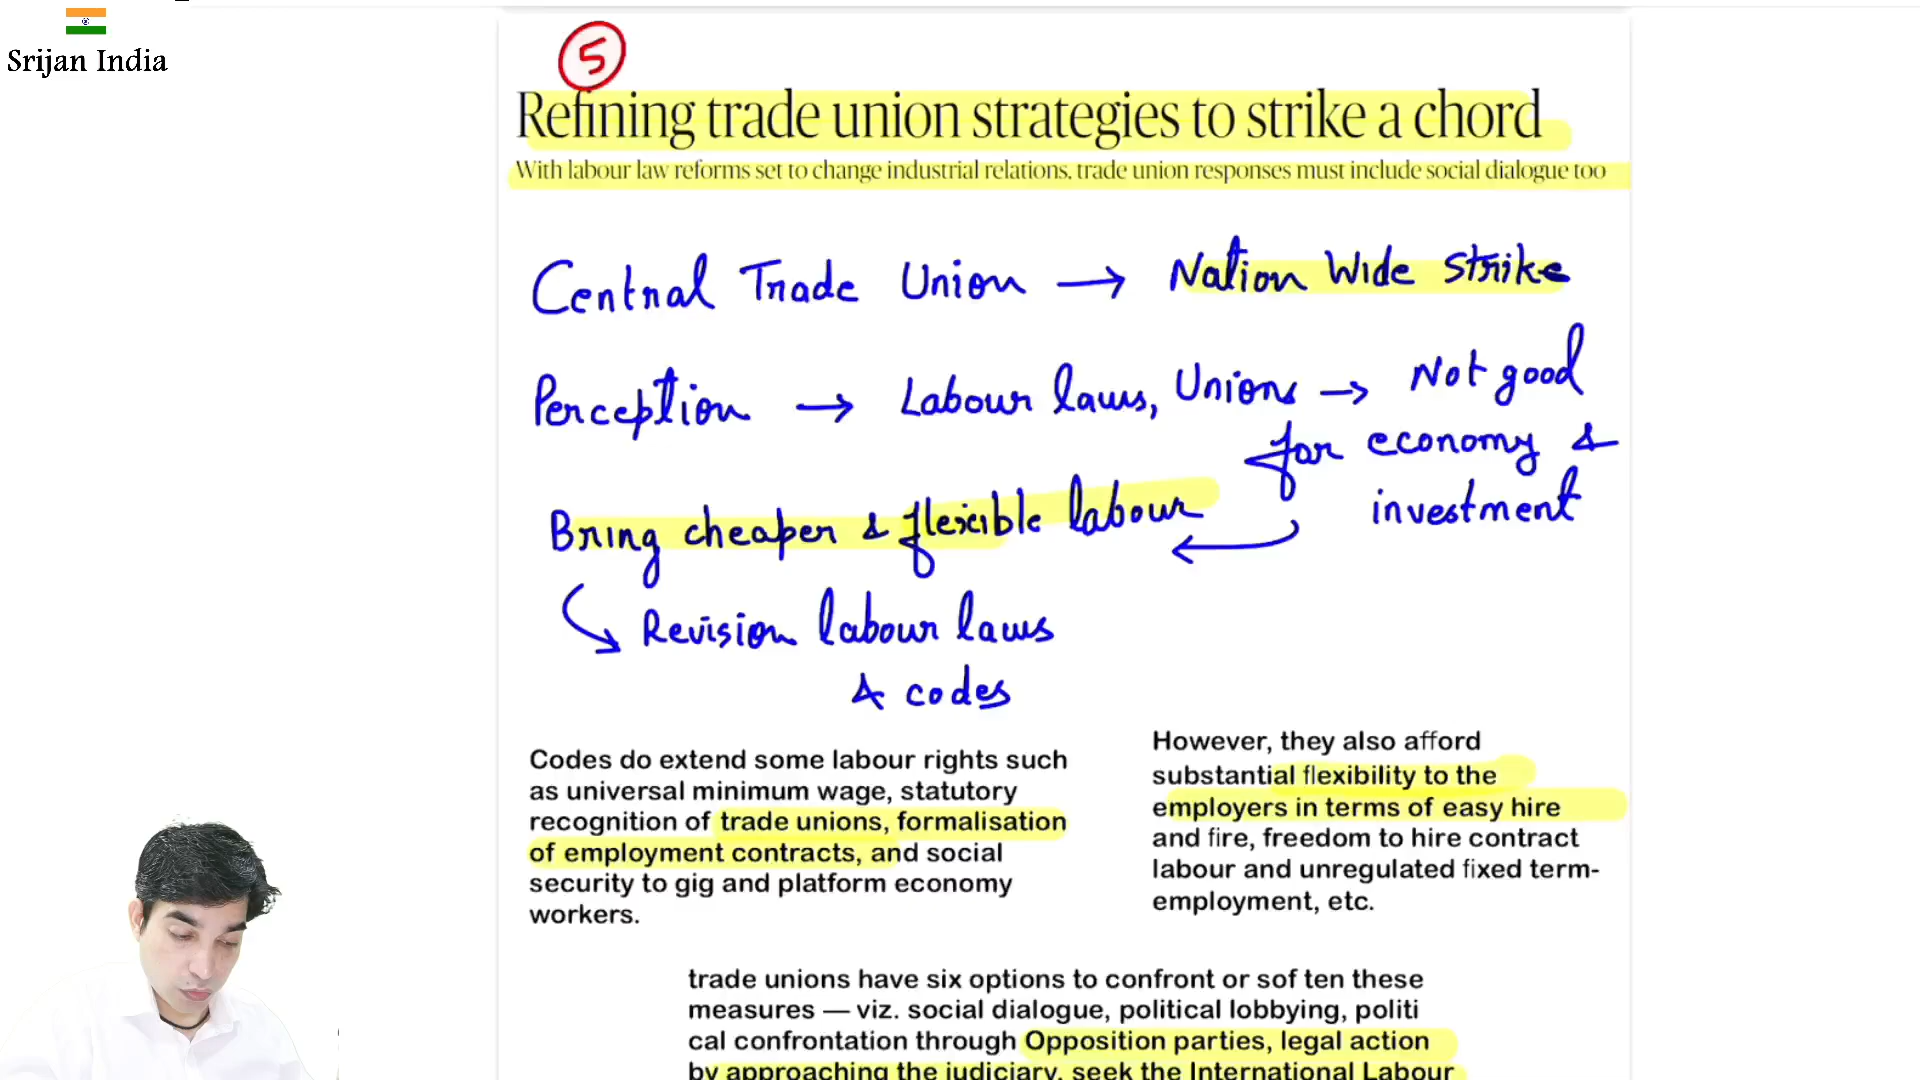 Srijan India
5
Refining trade union strategies to strike a chord
With labour law reforms set to change industrial relations, trade union responses must include social dialogue too
Central Trade Union → Nation Wide Strike
Perception → Labour laws, Unions → Not good
for economy &
investment
Bring cheaper & flexible labour
Revision labour laws
4 codes
Codes do extend some labour rights such
as universal minimum wage, statutory
recognition of trade unions, formalisation
of employment contracts, and social
security to gig and platform economy
workers.
However, they also afford
substantial flexibility to the
employers in terms of easy hire
and fire, freedom to hire contract
labour and unregulated fixed term-
employment, etc.
trade unions have six options to confront or sof ten these
measures — viz. social dialogue, political lobbying, politi
cal confrontation through Opposition parties, legal action
by approaching the judiciary, seek the International Labour